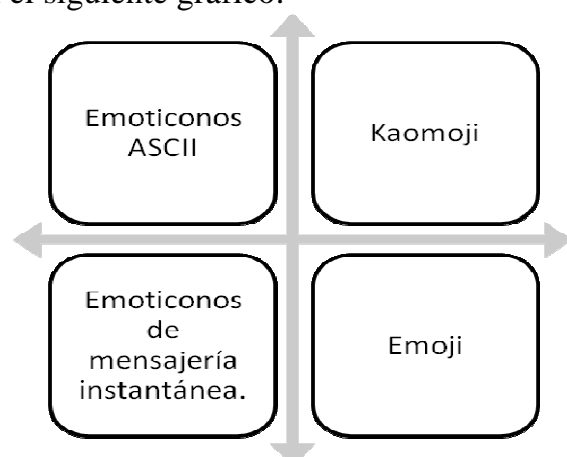 el siguiente gráfico:
Emoticonos
ASCII
Kaomoji
Emoticonos
de
mensajería
instantánea.
Emoji